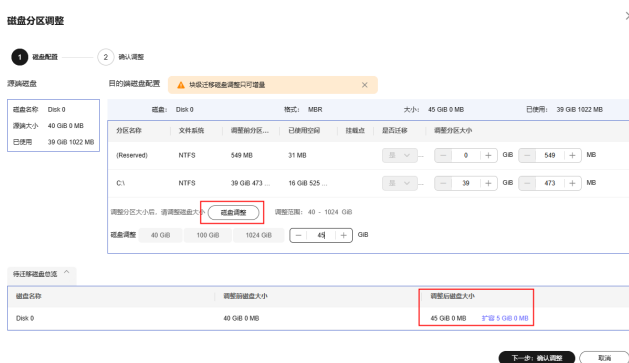 磁盘分区调整
1 磁盘配置 2 确认调整
源端磁盘 目的端磁盘配置 块级迁移磁盘调整只可增量
磁盘名称 Disk 0
源端大小 40 GiB 0 MB
已使用 39 GiB 1022 MB
磁盘: Disk 0 格式: MBR 大小: 45 GiB 0 MB 已使用: 39 GiB 1022 MB
分区名称 文件系统 调整前分区... 已使用空间 挂载点 是否迁移 调整分区大小
(Reserved) NTFS 549 MB 31 MB 是 ... — 0 + GiB — 549 + MB
C:\ NTFS 39 GiB 473 ... 16 GiB 525 ... 是 ... — 39 + GiB — 473 + MB
调整分区大小后，请调整磁盘大小 磁盘调整 调整范围: 40 - 1024 GiB
磁盘调整 40 GiB 100 GiB 1024 GiB — 45 + GiB
待迁移磁盘总览
磁盘名称 调整前磁盘大小 调整后磁盘大小
Disk 0 40 GiB 0 MB 45 GiB 0 MB 扩容 5 GiB 0 MB
下一步: 确认调整 取消